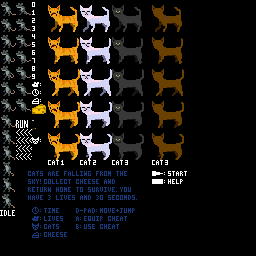 0
1
2
3
4
5
6
7
8
9
RUN
CAT1 CAT2 CAT3 CAT3
CATS ARE FALLING FROM THE
SKY! COLLECT CHEESE AND
RETURN HOME TO SURVIVE. YOU
HAVE 3 LIVES AND 30 SECONDS.
: START
: HELP
IDLE
: TIME D-PAD: MOVE+JUMP
: LIVES A: EQUIP CHEAT
: CATS B: USE CHEAT
: CHEESE